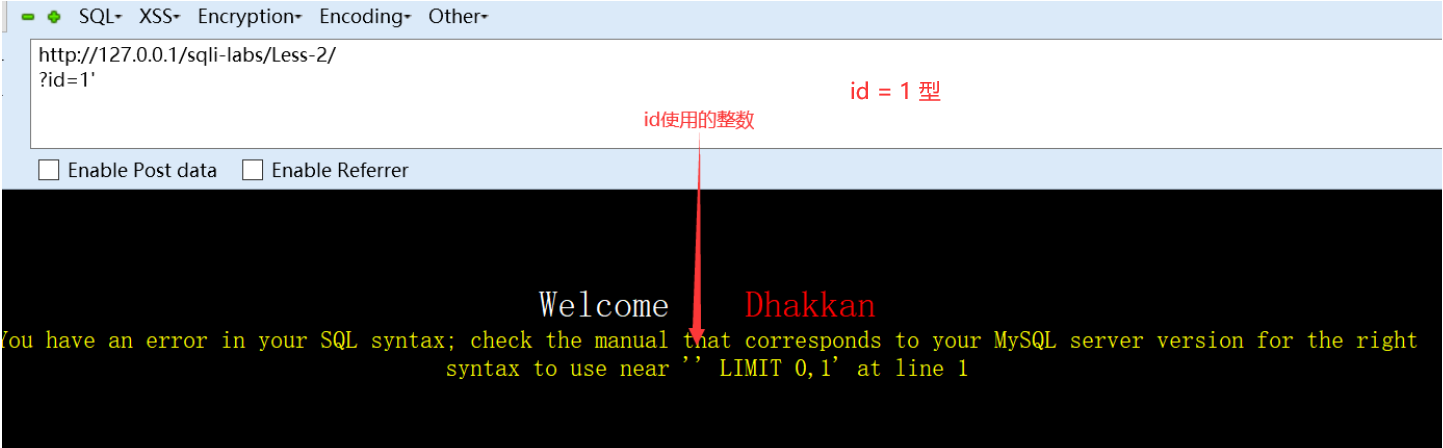 SQL- XSS- Encryption- Encoding- Other-
http://127.0.0.1/sqli-labs/Less-2/
?id=1'
id = 1 型
id使用的整数
Enable Post data Enable Referrer
Welcome Dhakkan
You have an error in your SQL syntax; check the manual that corresponds to your MySQL server version for the right
syntax to use near '' LIMIT 0,1' at line 1